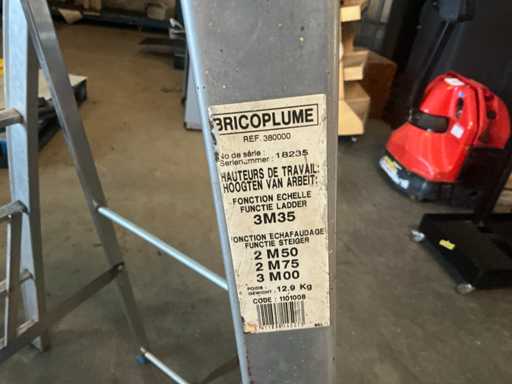 BRICOPLUME
REF. 380000
No de série :
Serienummer : 18235
HAUTEURS DE TRAVAIL:
HOOGTEN VAN ARBEIT:
FONCTION ECHELLE
FUNCTIE LADDER
3M35
FONCTION ECHAFAUDAGE
FUNCTIE STEIGER
2 M50
2 M75
3 M00
POIDS :
GEWICHT : 12,9 Kg
CODE : 1101008